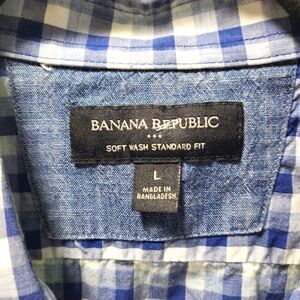 BANANA REPUBLIC
SOFT WASH STANDARD FIT
L
MADE IN
BANGLADESH